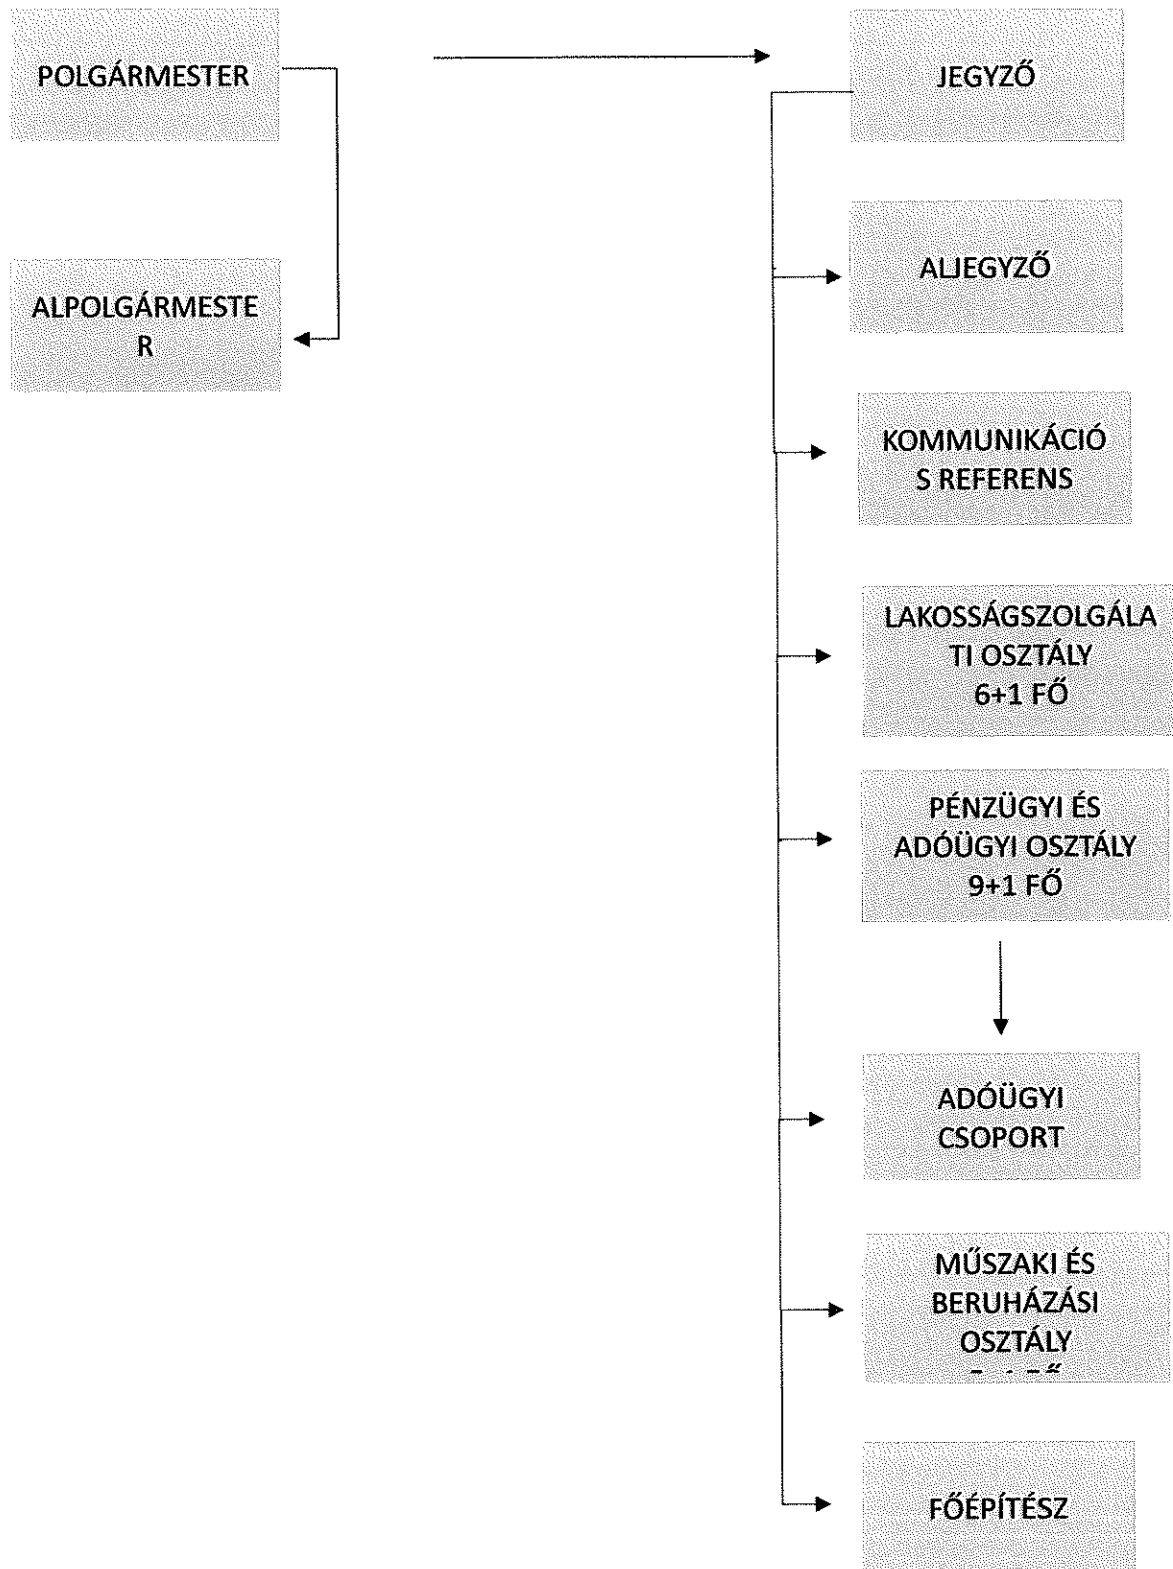 POLGÁRMESTER
JEGYZŐ
ALJEGYZŐ
ALPOLGÁRMESTE
R
KOMMUNIKÁCIÓ
S REFERENS
LAKOSSÁGSZOLGÁLA
TI OSZTÁLY
6+1 FŐ
PÉNZÜGYI ÉS
ADÓÜGYI OSZTÁLY
9+1 FŐ
ADÓÜGYI
CSOPORT
MŰSZAKI ÉS
BERUHÁZÁSI
OSZTÁLY
FŐÉPÍTÉSZ